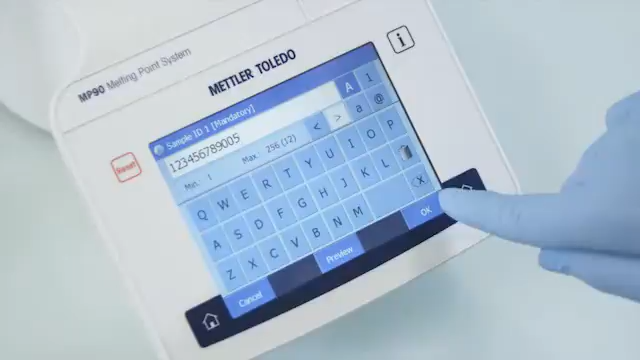 MP90 Melting Point System
METTLER TOLEDO
i
Reset
Sample ID 1 [Mandatory]
123456789005
Min. 1 Max. 256 (12) < > a @
A 1
Q W E R T Y U I O P
A S D F G H J K L
Z X C V B N M
Cancel Preview OK